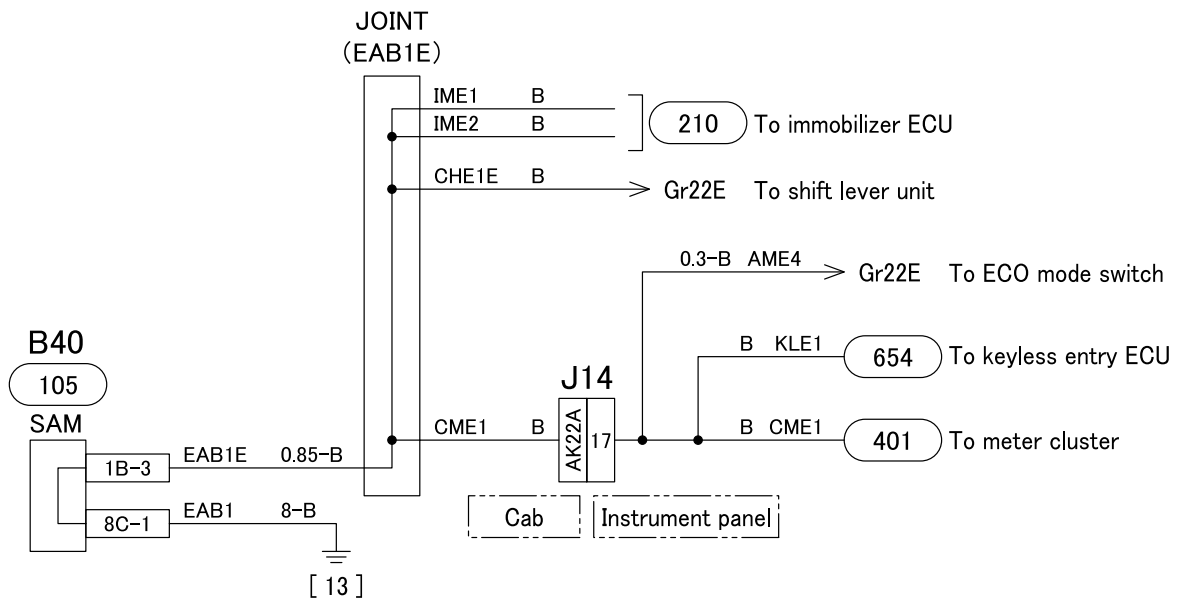 JOINT
(EAB1E)
IME1 B
IME2 B
210 To immobilizer ECU
CHE1E B Gr22E To shift lever unit
0.3-B AME4 Gr22E To ECO mode switch
B40
105
SAM
B KLE1 654 To keyless entry ECU
J14
CME1 B AK22A 17 B CME1 401 To meter cluster
1B-3 EAB1E 0.85-B
8C-1 EAB1 8-B
Cab Instrument panel
[ 13 ]